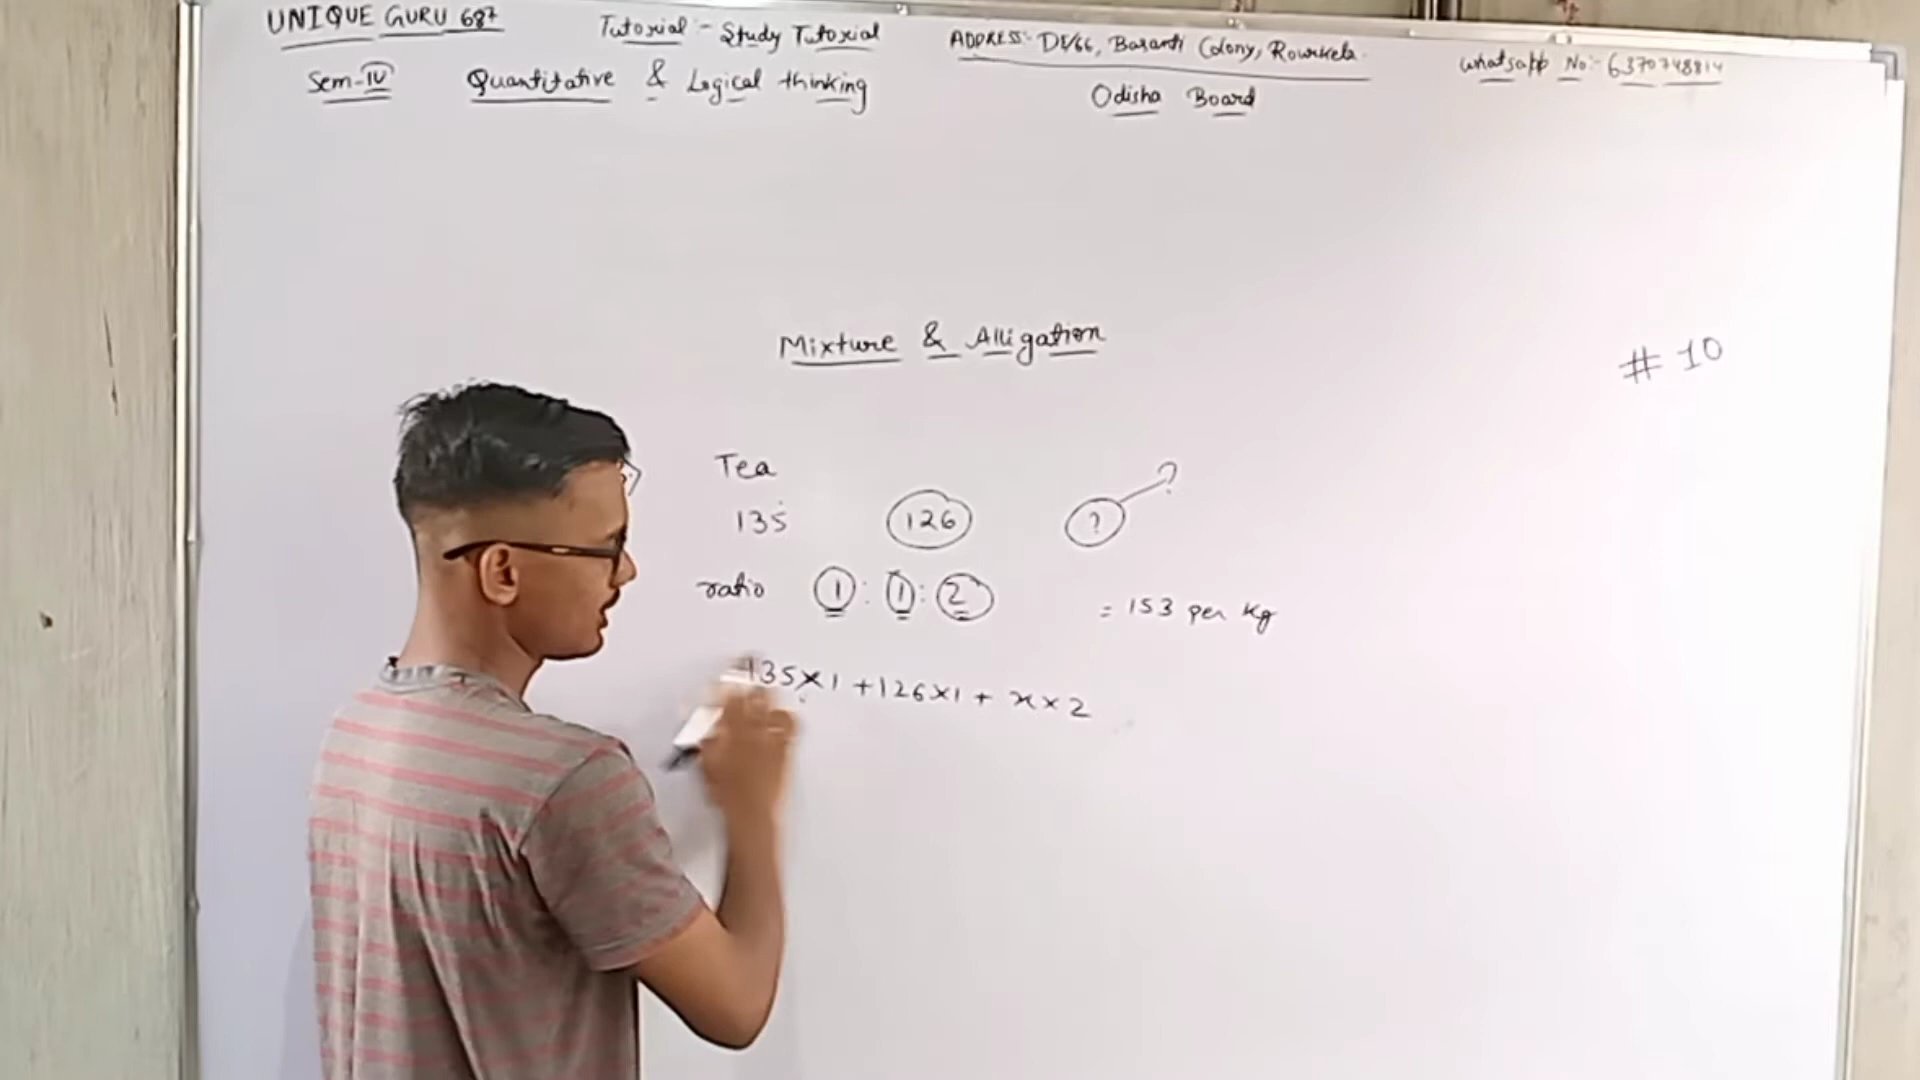 UNIQUE GURU 687 Tutorial - Study Tutorial ADDRESS:- DE/66, Basanti Colony, Rourkela. Whatsapp No:- 6370748814
Sem-IV Quantitative & Logical thinking Odisha Board
Mixture & Alligation
# 10
Tea
135 126 ? ?
ratio 1 : 1 : 2 = 153 per kg
135×1 +126×1 + x×2